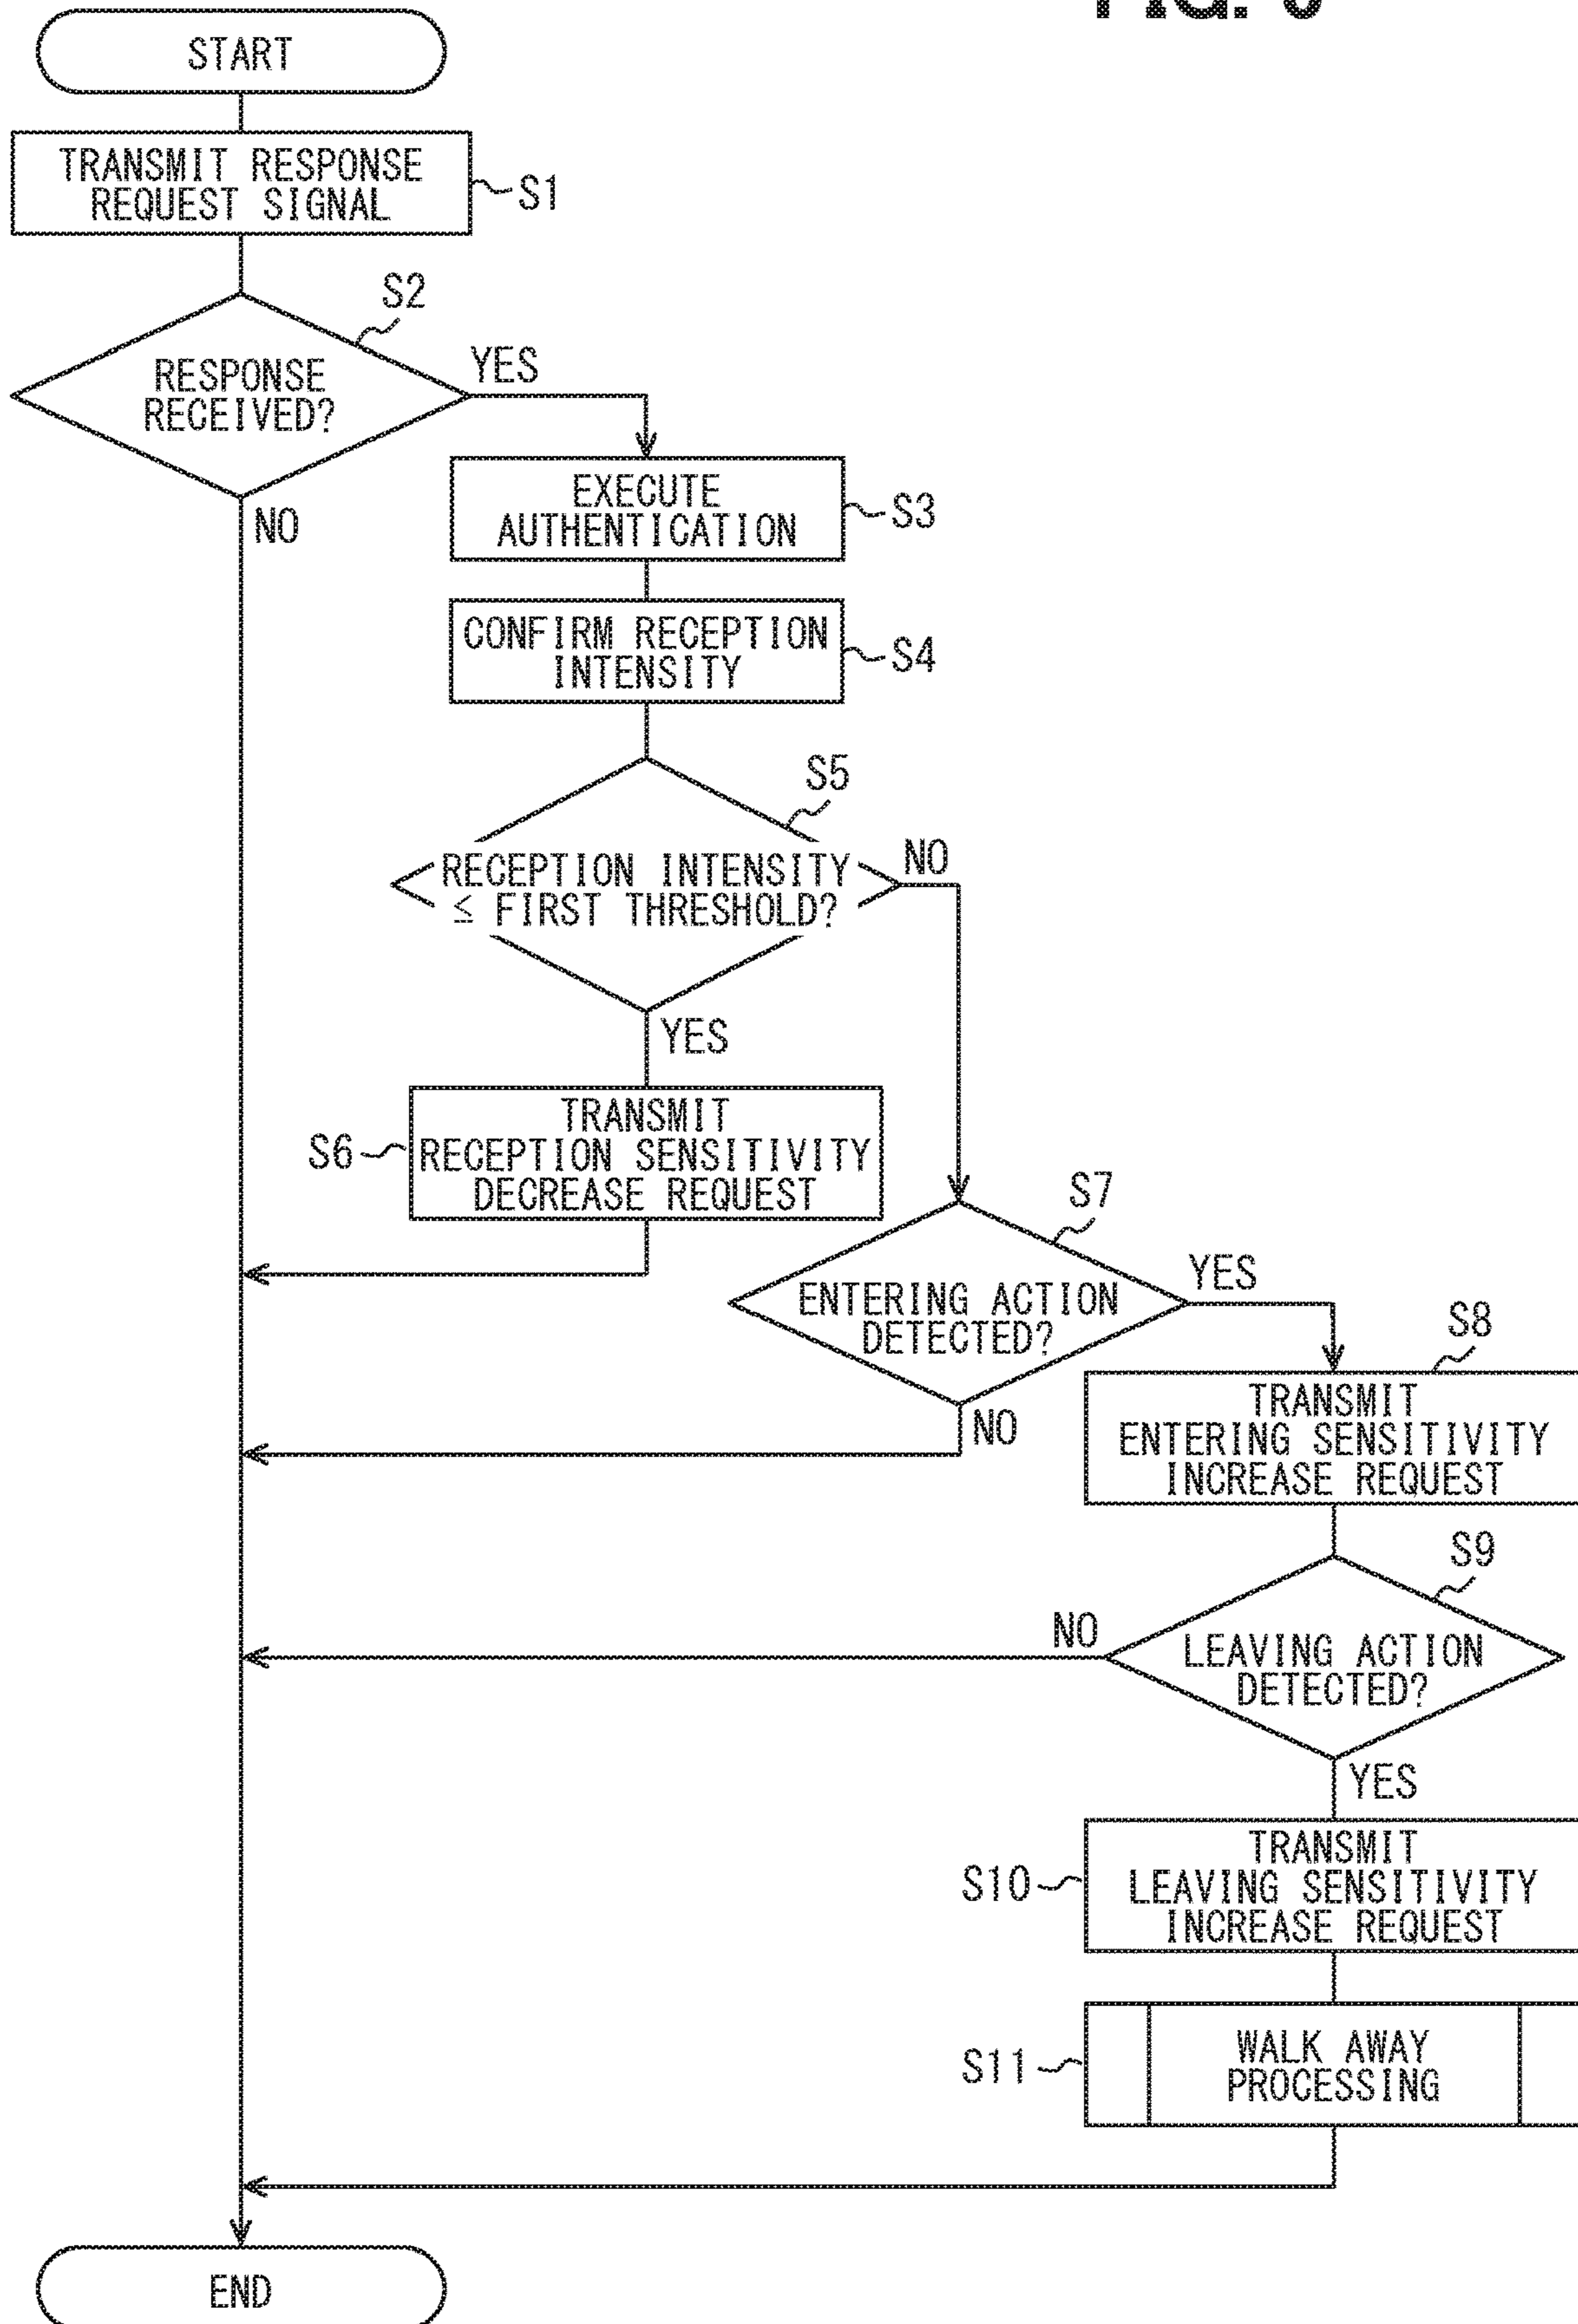 START
TRANSMIT RESPONSE
REQUEST SIGNAL
S1
S2
RESPONSE
RECEIVED?
YES
NO
EXECUTE
AUTHENTICATION
S3
CONFIRM RECEPTION
INTENSITY
S4
S5
RECEPTION INTENSITY
≦ FIRST THRESHOLD?
NO
YES
S6
TRANSMIT
RECEPTION SENSITIVITY
DECREASE REQUEST
S7
ENTERING ACTION
DETECTED?
YES
NO
S8
TRANSMIT
ENTERING SENSITIVITY
INCREASE REQUEST
S9
NO
LEAVING ACTION
DETECTED?
YES
S10
TRANSMIT
LEAVING SENSITIVITY
INCREASE REQUEST
S11
WALK AWAY
PROCESSING
END